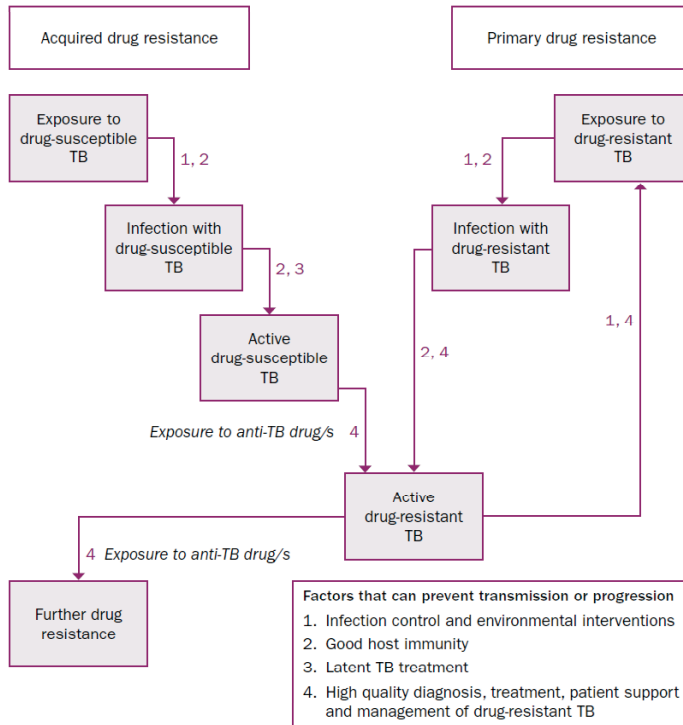 Acquired drug resistance
Primary drug resistance
Exposure to
drug-susceptible
TB
Exposure to
drug-resistant
TB
1, 2
1, 2
Infection with
drug-susceptible
TB
Infection with
drug-resistant
TB
2, 3
1, 4
Active
drug-susceptible
TB
2, 4
Exposure to anti-TB drug/s 4
Active
drug-resistant
TB
4 Exposure to anti-TB drug/s
Further drug
resistance
Factors that can prevent transmission or progression
1. Infection control and environmental interventions
2. Good host immunity
3. Latent TB treatment
4. High quality diagnosis, treatment, patient support
and management of drug-resistant TB